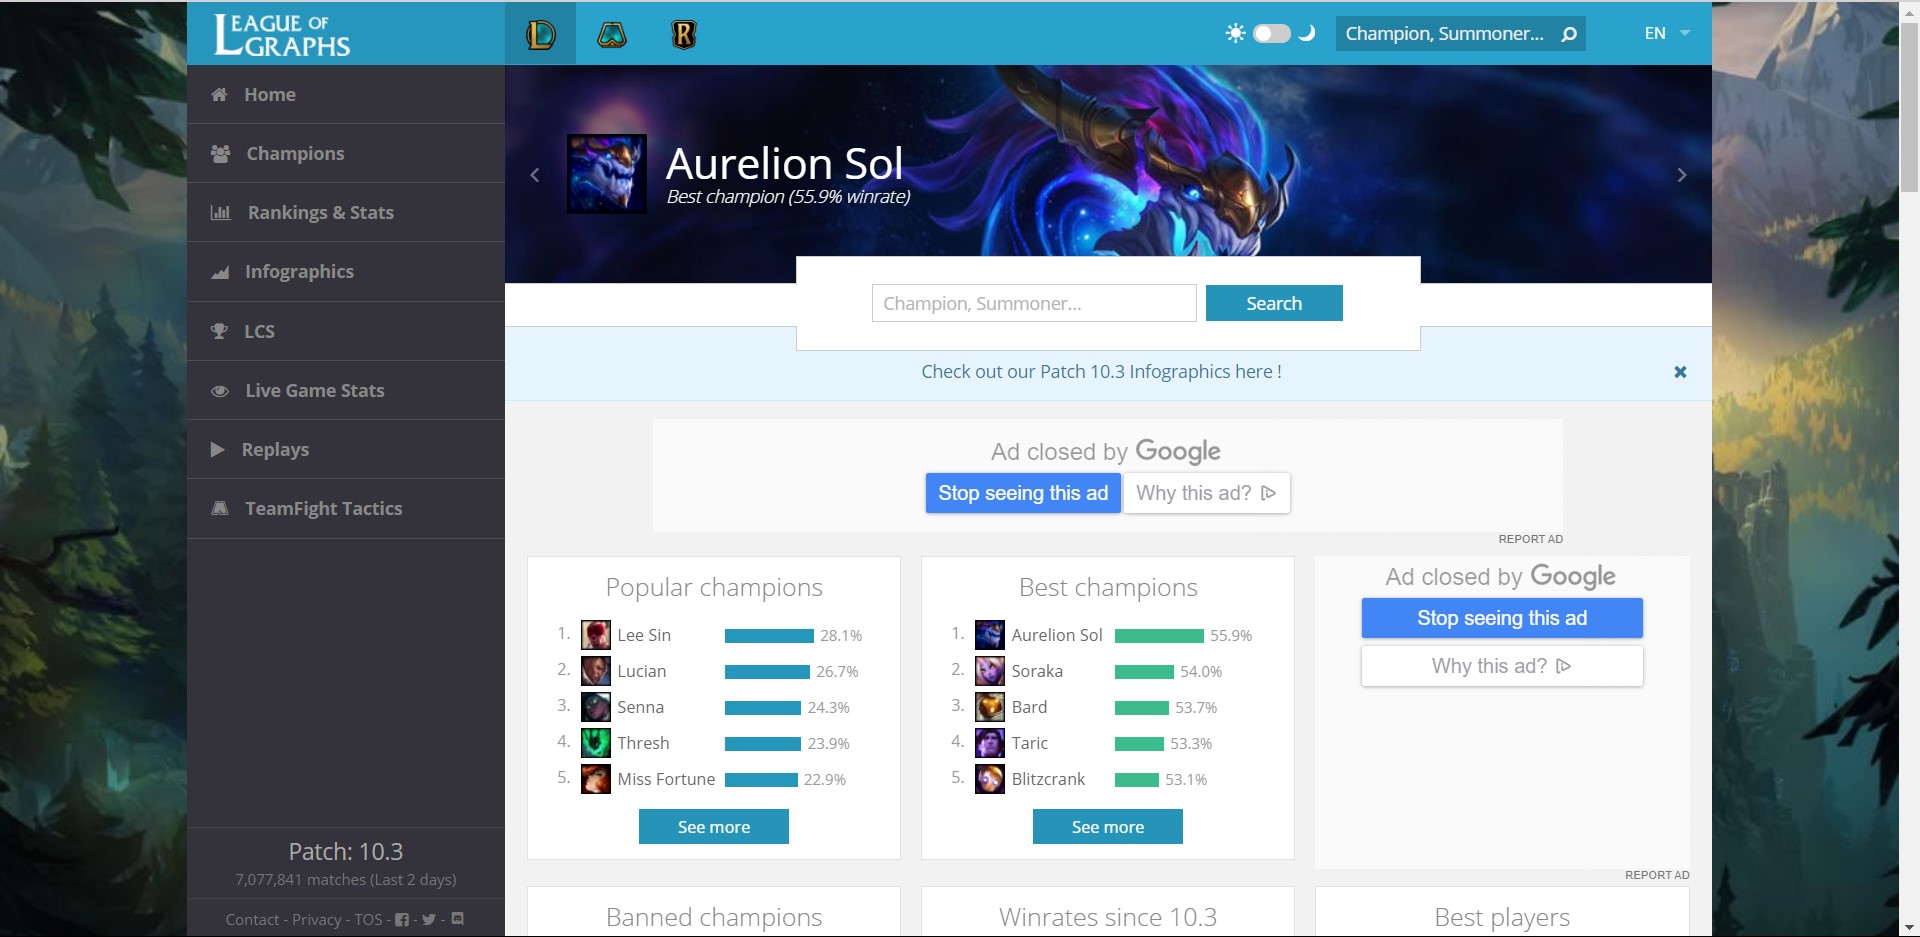 LEAGUE OF
GRAPHS
Champion, Summoner...
EN
Home
Champions
Rankings & Stats
Infographics
LCS
Live Game Stats
Replays
TeamFight Tactics
Patch: 10.3
7,077,841 matches (Last 2 days)
Contact - Privacy - TOS - - -
Aurelion Sol
Best champion (55.9% winrate)
Champion, Summoner...
Search
Check out our Patch 10.3 Infographics here !
Ad closed by Google
Stop seeing this ad
Why this ad?
REPORT AD
Popular champions
1. Lee Sin 28.1%
2. Lucian 26.7%
3. Senna 24.3%
4. Thresh 23.9%
5. Miss Fortune 22.9%
See more
Best champions
1. Aurelion Sol 55.9%
2. Soraka 54.0%
3. Bard 53.7%
4. Taric 53.3%
5. Blitzcrank 53.1%
See more
Ad closed by Google
Stop seeing this ad
Why this ad?
REPORT AD
Banned champions
Winrates since 10.3
Best players